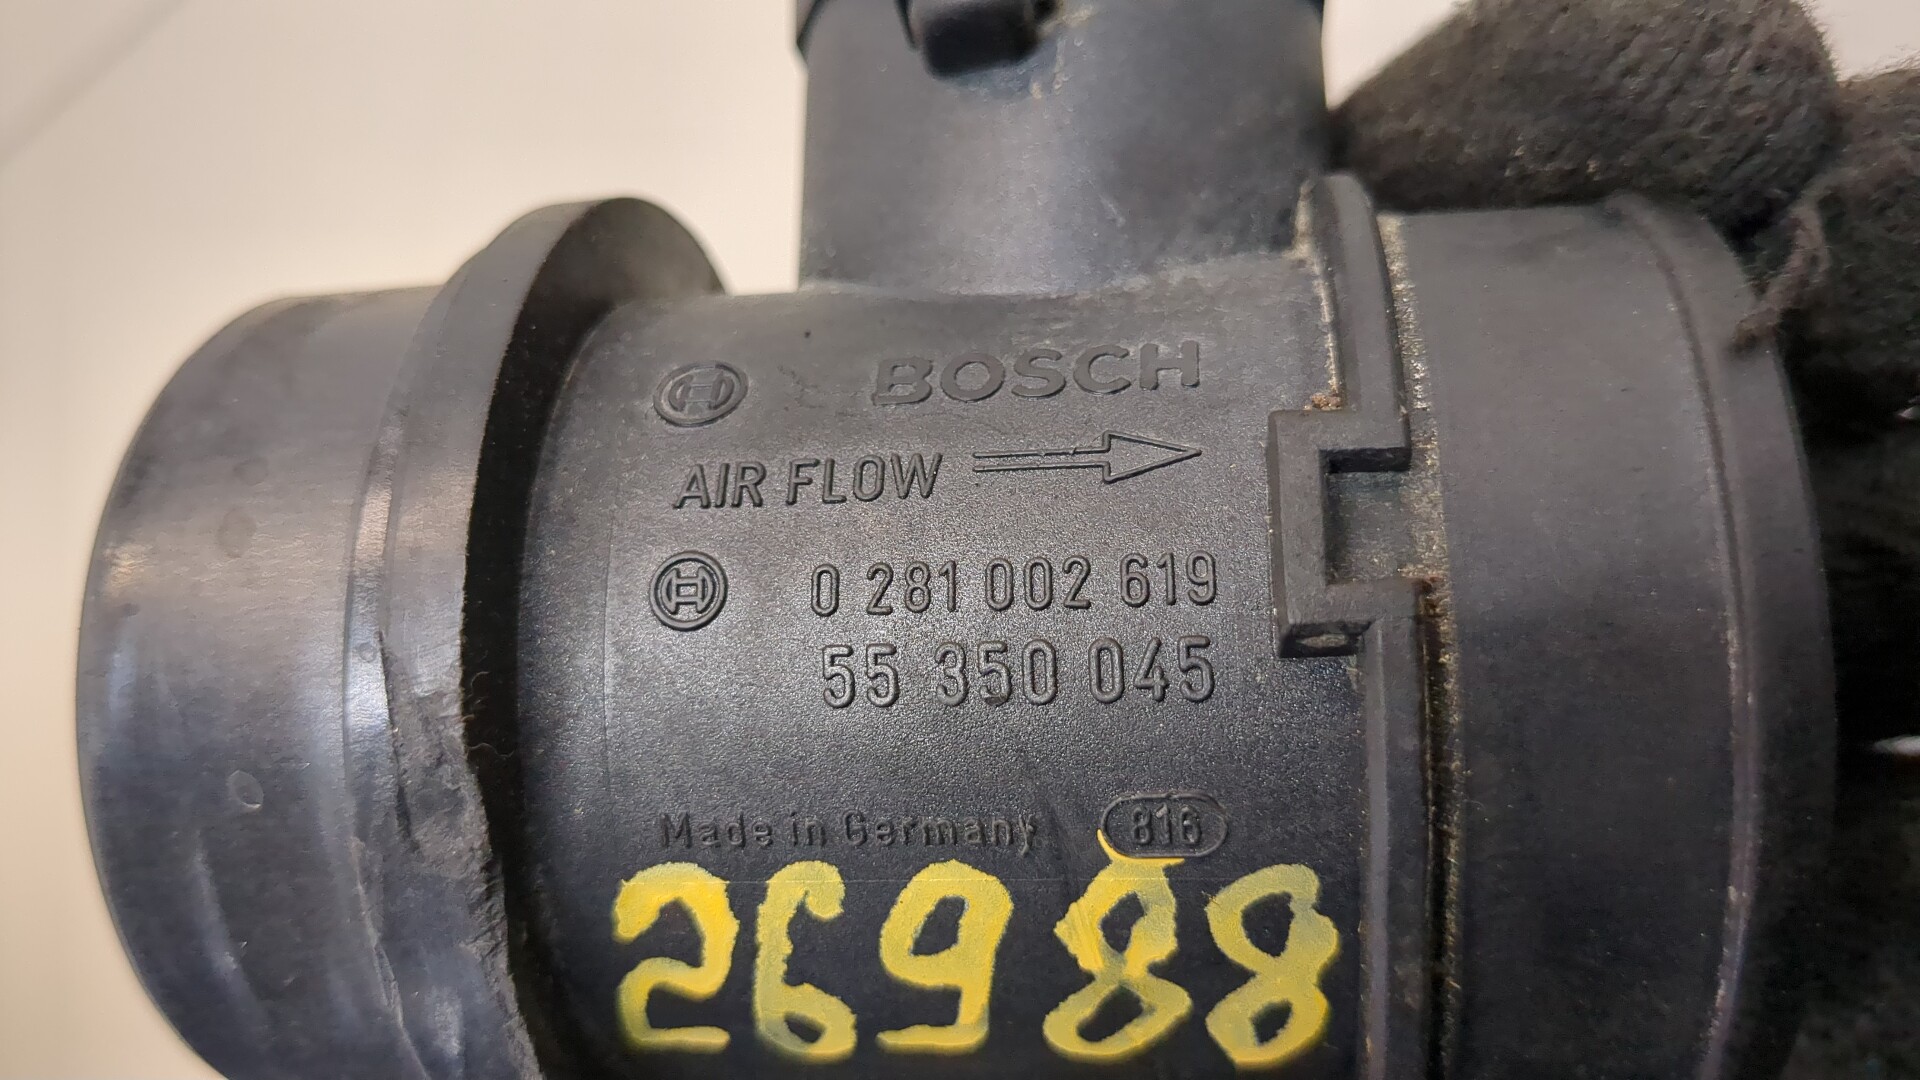 BOSCH
AIR FLOW
0 281 002 619
55 350 045
Made in Germany 816
26988